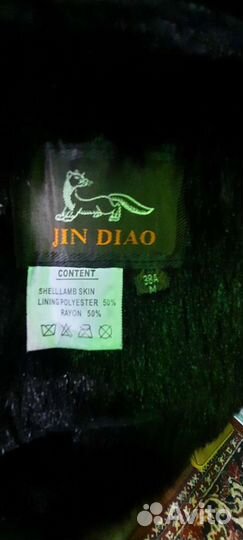 JIN DIAO
CONTENT
SHELL:LAMB SKIN
LINING:POLYESTER 50%
RAYON 50%
38A
Avito